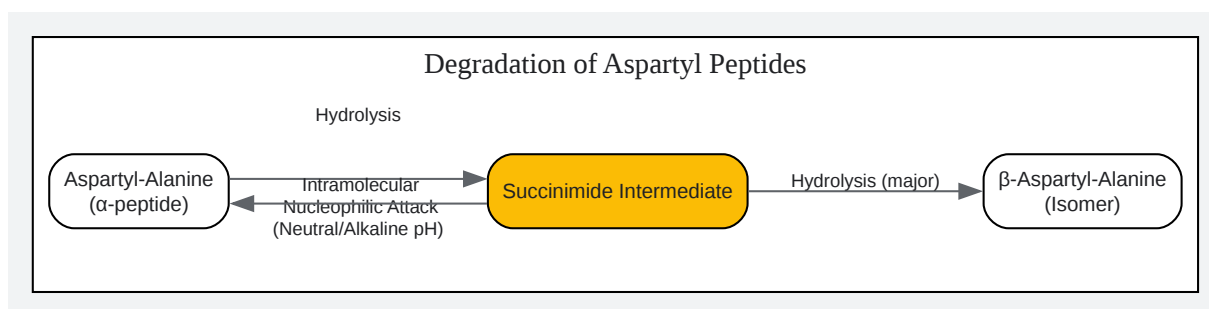 Degradation of Aspartyl Peptides
Hydrolysis
Aspartyl-Alanine
(α-peptide)
Intramolecular
Nucleophilic Attack
(Neutral/Alkaline pH)
Succinimide Intermediate
Hydrolysis (major)
β-Aspartyl-Alanine
(Isomer)